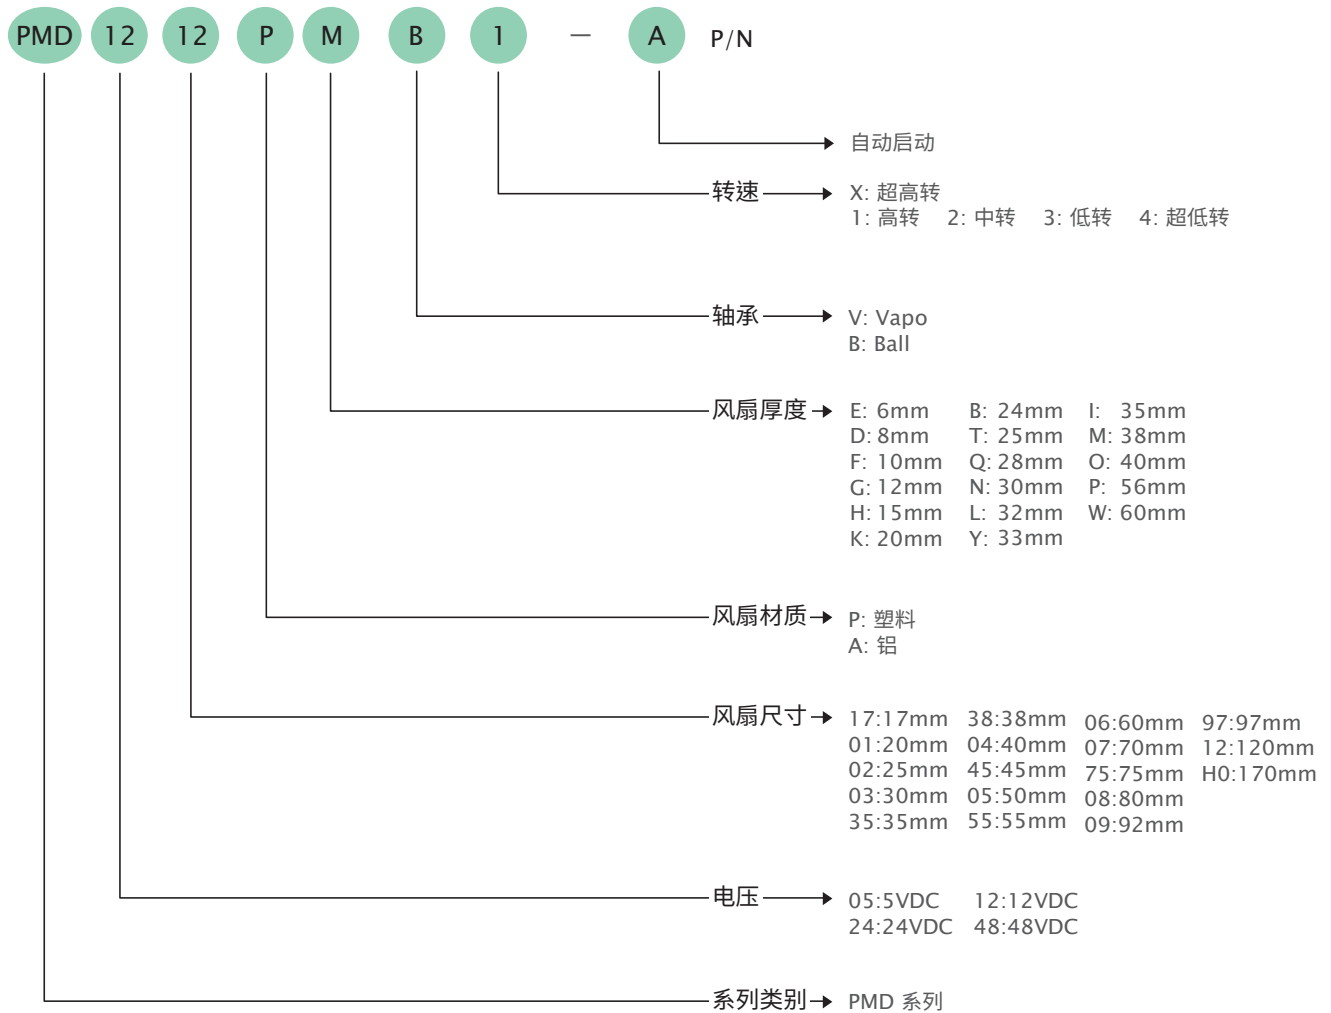 PMD 12 12 P M B 1 — A P/N
自动启动
转速 X: 超高转
1: 高转 2: 中转 3: 低转 4: 超低转
轴承 V: Vapo
B: Ball
风扇厚度 E: 6mm B: 24mm I: 35mm
D: 8mm T: 25mm M: 38mm
F: 10mm Q: 28mm O: 40mm
G: 12mm N: 30mm P: 56mm
H: 15mm L: 32mm W: 60mm
K: 20mm Y: 33mm
风扇材质 P: 塑料
A: 铝
风扇尺寸 17:17mm 38:38mm 06:60mm 97:97mm
01:20mm 04:40mm 07:70mm 12:120mm
02:25mm 45:45mm 75:75mm H0:170mm
03:30mm 05:50mm 08:80mm
35:35mm 55:55mm 09:92mm
电压 05:5VDC 12:12VDC
24:24VDC 48:48VDC
系列类别 PMD 系列